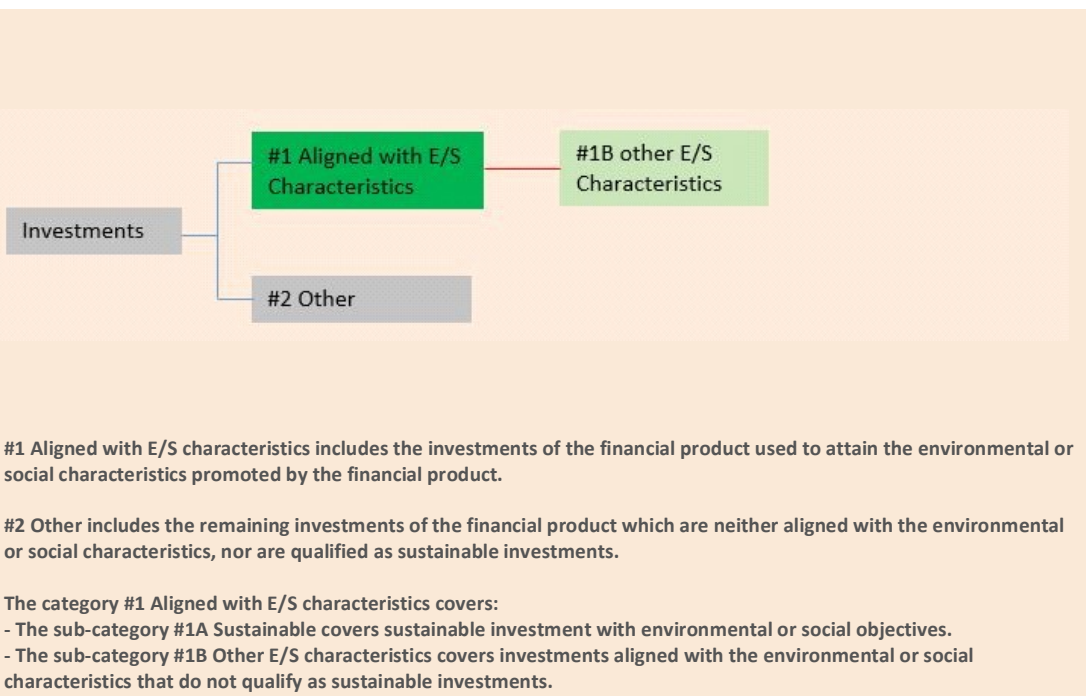 #1 Aligned with E/S
Characteristics
#1B other E/S
Characteristics
Investments
#2 Other
#1 Aligned with E/S characteristics includes the investments of the financial product used to attain the environmental or
social characteristics promoted by the financial product.
#2 Other includes the remaining investments of the financial product which are neither aligned with the environmental
or social characteristics, nor are qualified as sustainable investments.
The category #1 Aligned with E/S characteristics covers:
- The sub-category #1A Sustainable covers sustainable investment with environmental or social objectives.
- The sub-category #1B Other E/S characteristics covers investments aligned with the environmental or social
characteristics that do not qualify as sustainable investments.